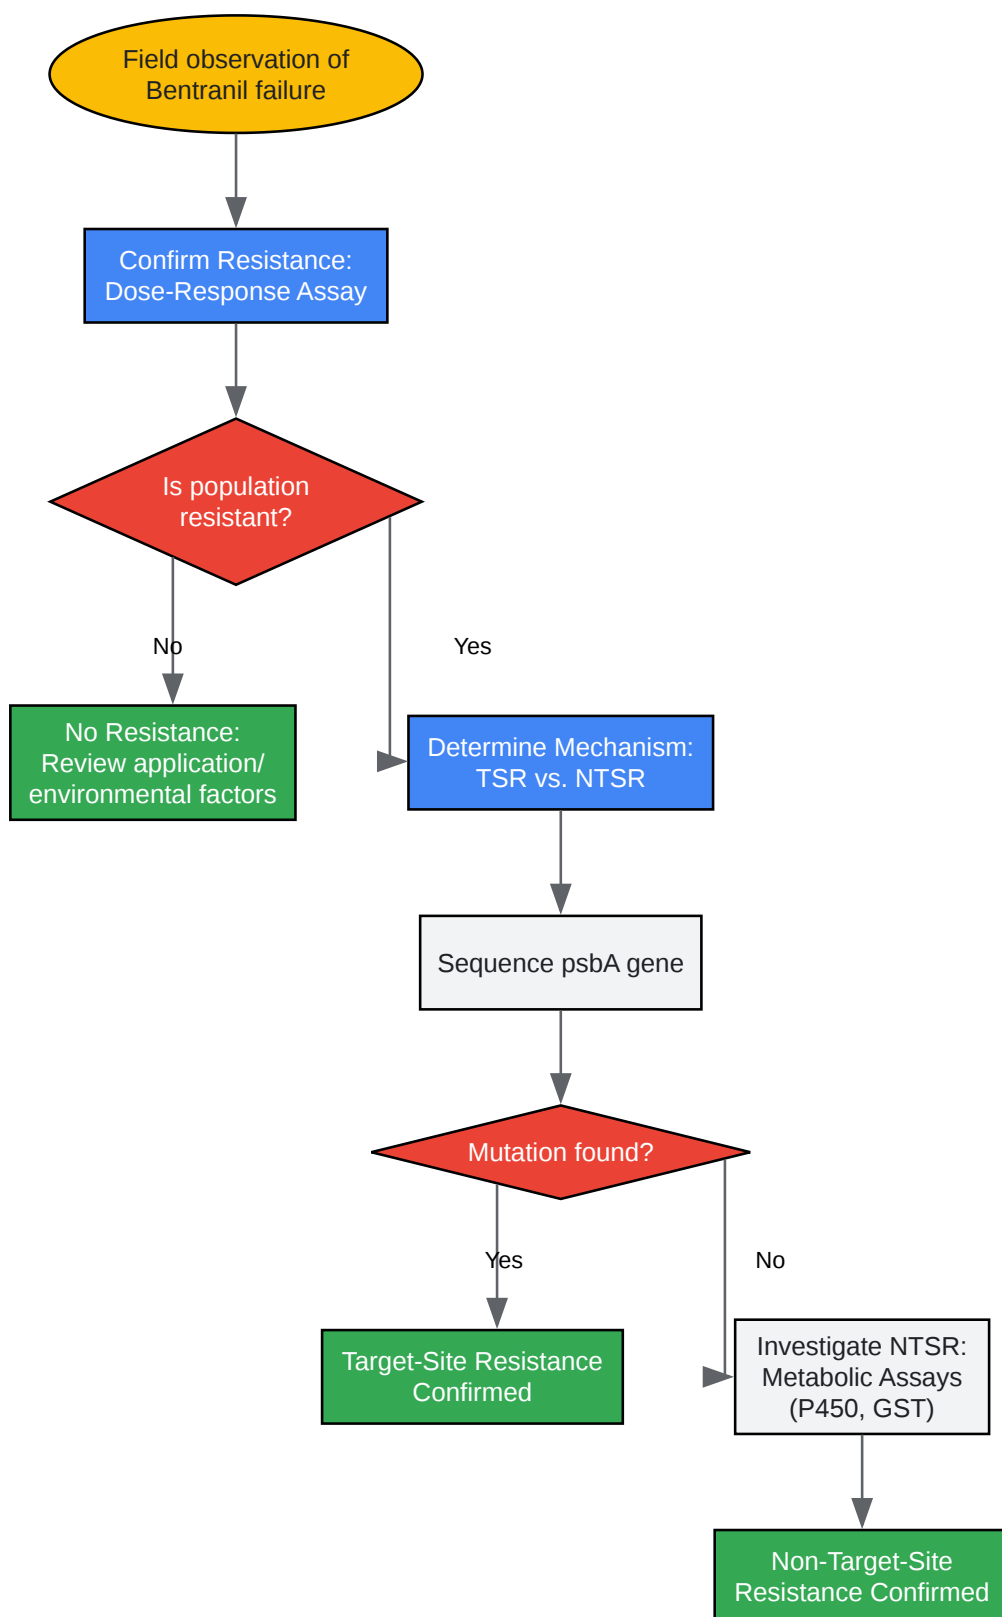 Field observation of
Bentranil failure
Confirm Resistance:
Dose-Response Assay
Is population
resistant?
No
Yes
No Resistance:
Review application/
environmental factors
Determine Mechanism:
TSR vs. NTSR
Sequence psbA gene
Mutation found?
Yes
No
Target-Site Resistance
Confirmed
Investigate NTSR:
Metabolic Assays
(P450, GST)
Non-Target-Site
Resistance Confirmed